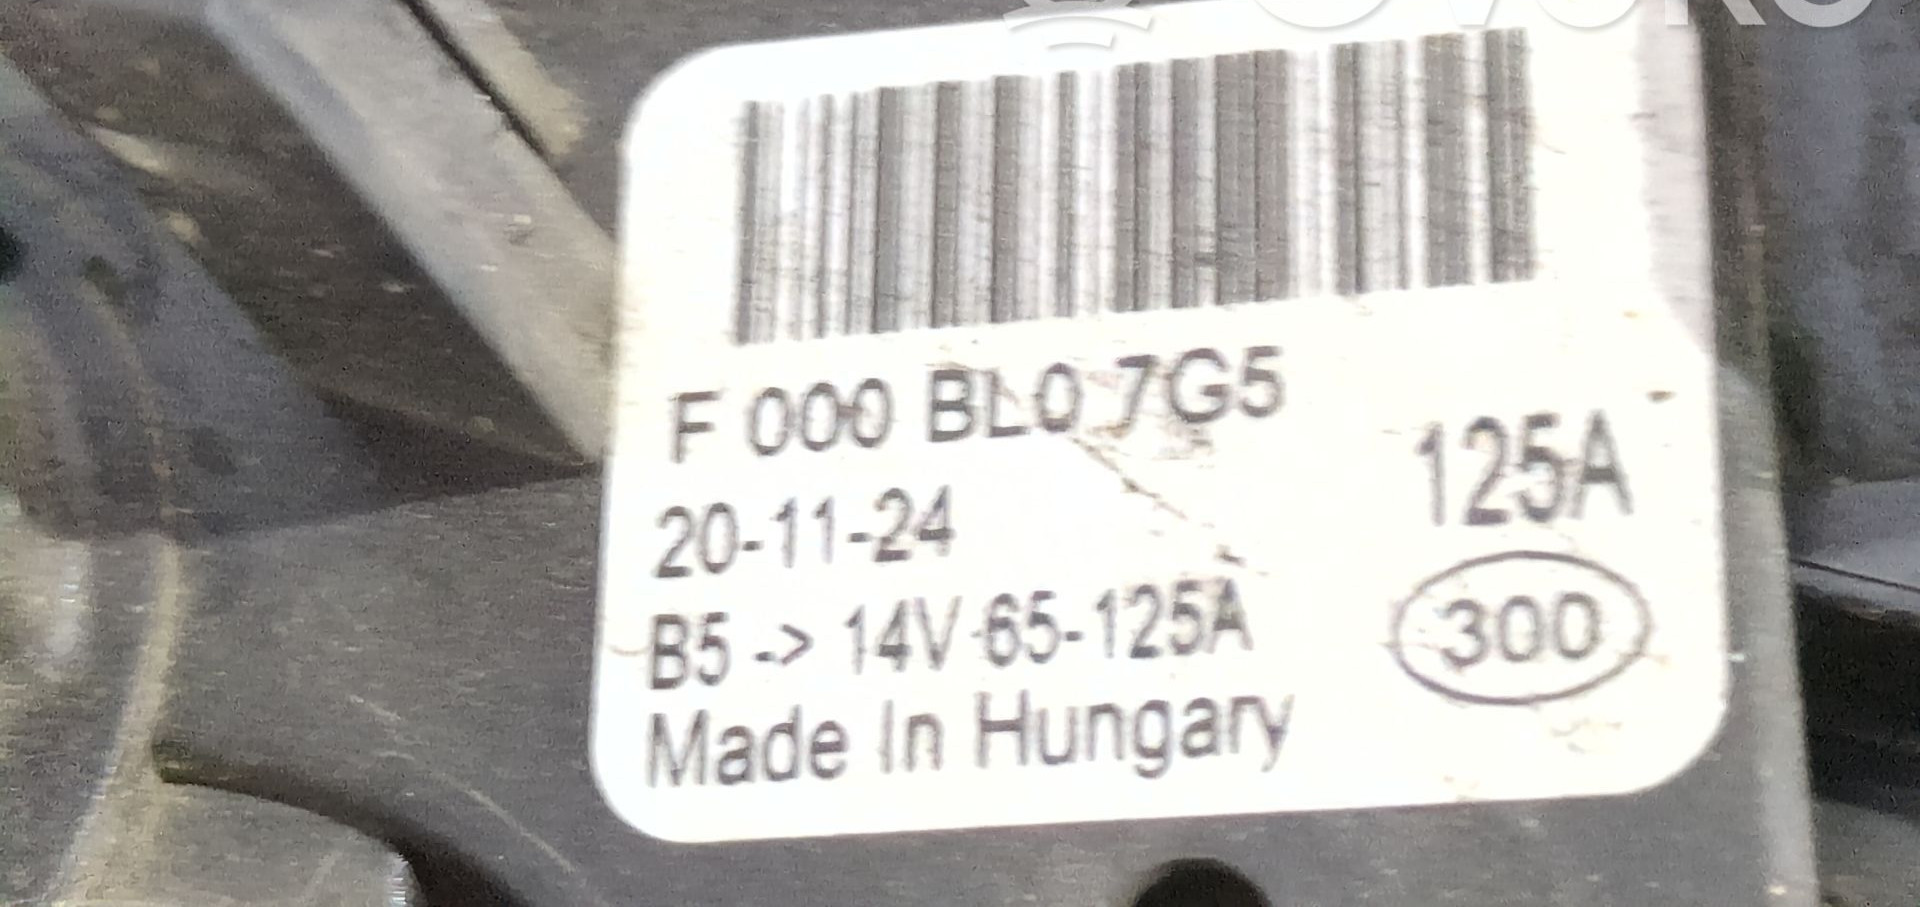 F 000 BL0 7G5
20-11-24
B5 -> 14V 65-125A
Made In Hungary
125A
300